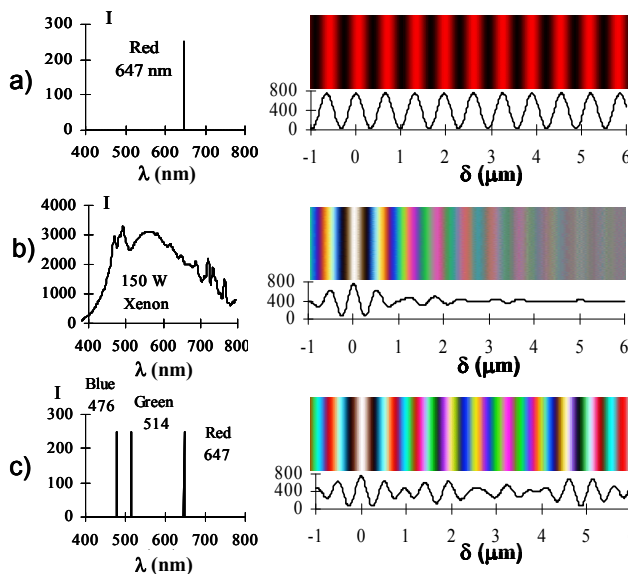 a)
I
300
200
100
0
Red
647 nm
400 500 600 700 800
λ (nm)
800
400
0
-1 0 1 2 3 4 5 6
δ (μm)
b)
I
4000
3000
2000
1000
0
150 W
Xenon
400 500 600 700 800
λ (nm)
800
400
0
-1 0 1 2 3 4 5 6
δ (μm)
c)
I
Blue
476
Green
514
Red
647
300
200
100
0
400 500 600 700 800
λ (nm)
800
400
0
-1 0 1 2 3 4 5
δ (μm)